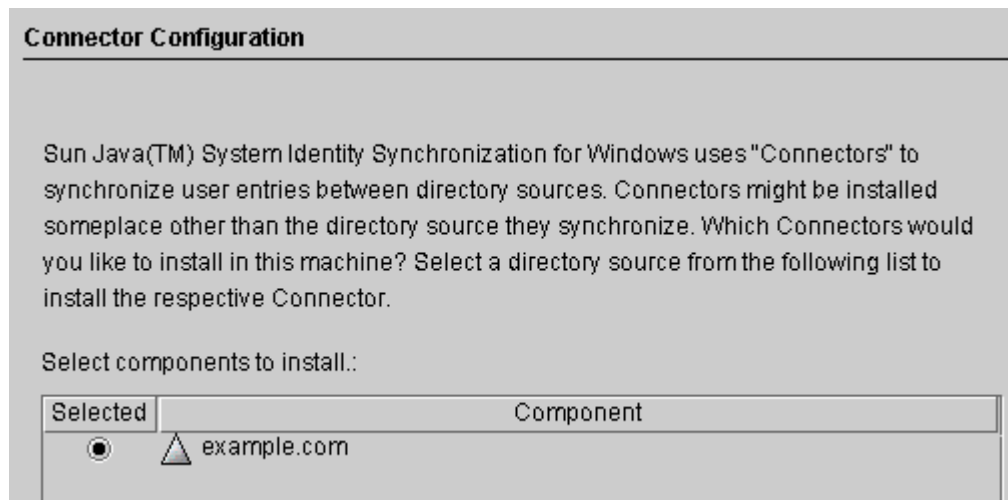 Connector Configuration
Sun Java(TM) System Identity Synchronization for Windows uses "Connectors" to
synchronize user entries between directory sources. Connectors might be installed
someplace other than the directory source they synchronize. Which Connectors would
you like to install in this machine? Select a directory source from the following list to
install the respective Connector.
Select components to install.:
Selected Component
example.com